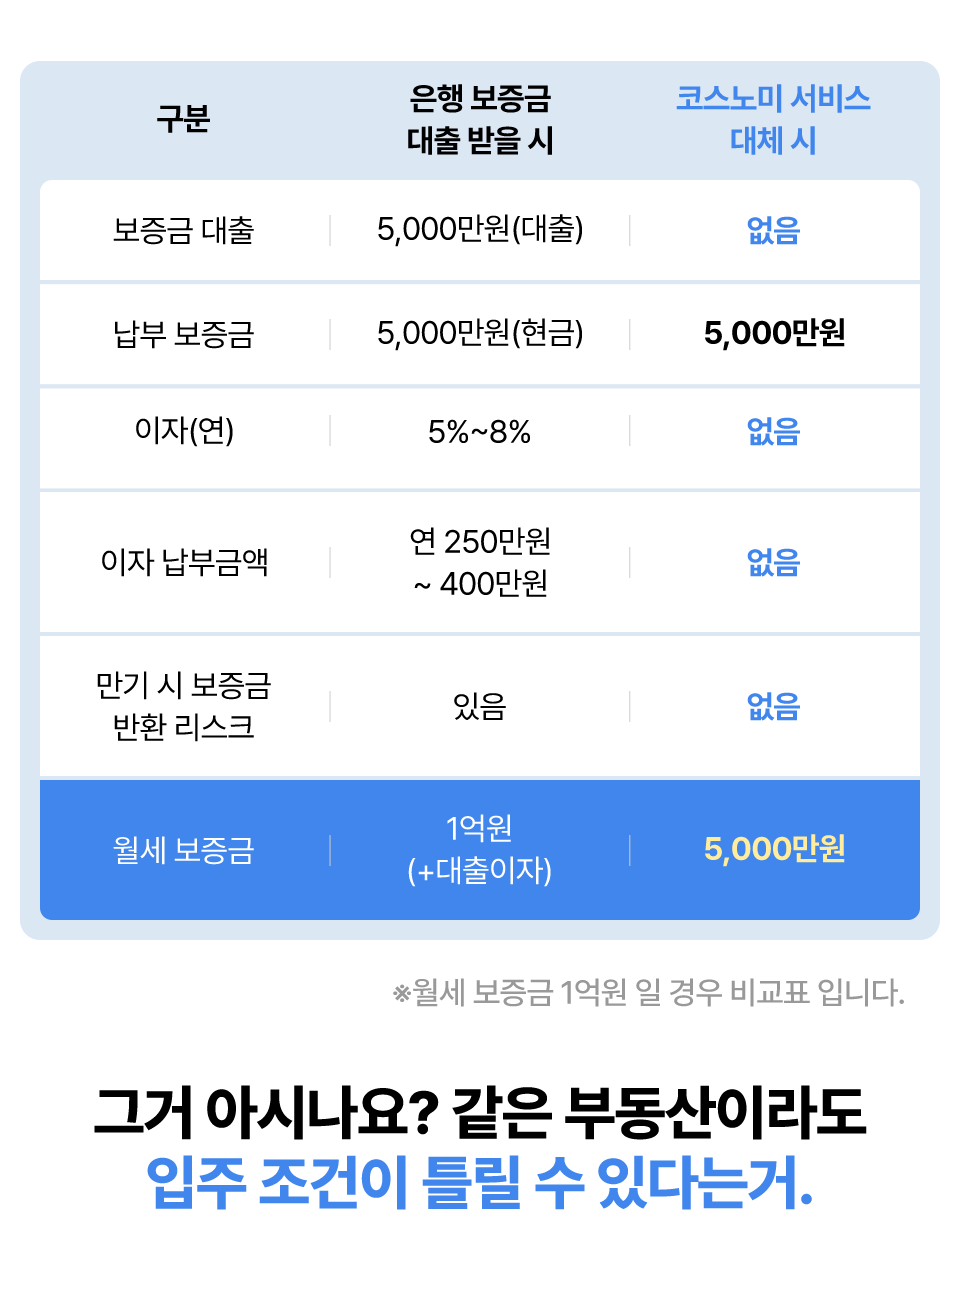 구분
은행 보증금
대출 받을 시
코스노미 서비스
대체 시
보증금 대출
5,000만원(대출)
없음
납부 보증금
5,000만원(현금)
5,000만원
이자(연)
5%~8%
없음
이자 납부금액
연 250만원
~ 400만원
없음
만기 시 보증금
반환 리스크
있음
없음
월세 보증금
1억원
(+대출이자)
5,000만원
※월세 보증금 1억원 일 경우 비교표 입니다.
그거 아시나요? 같은 부동산이라도
입주 조건이 틀릴 수 있다는거.